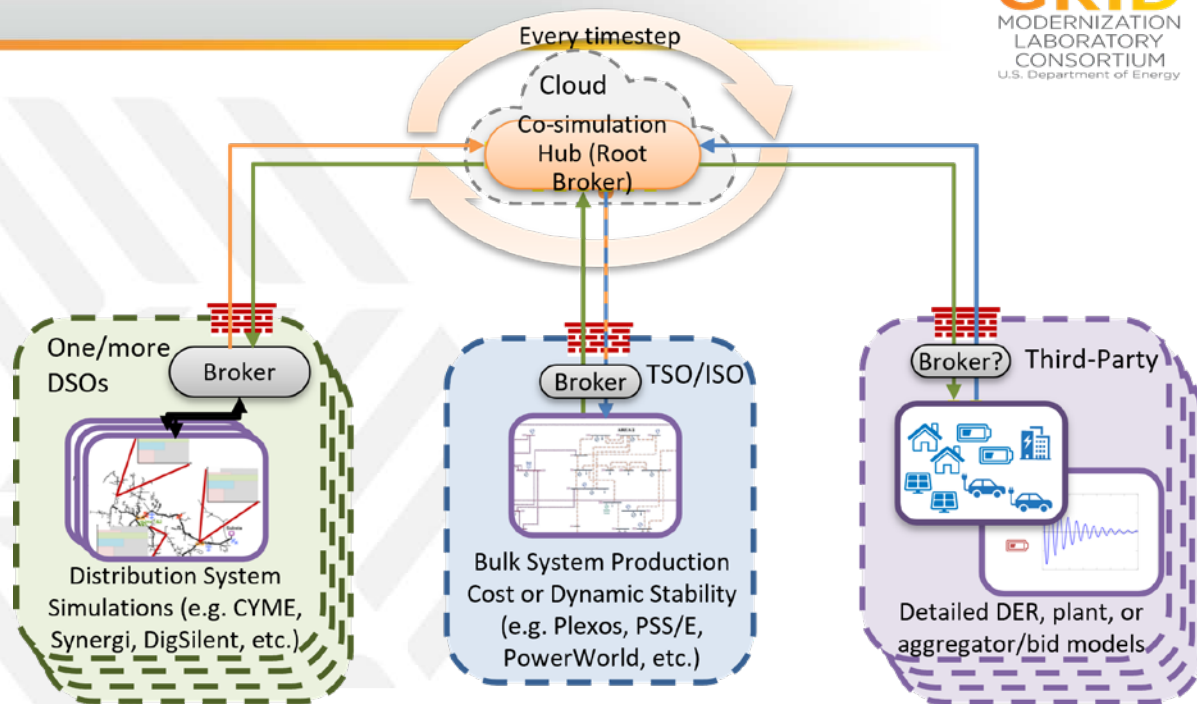 GRID
MODERNIZATION
LABORATORY
CONSORTIUM
U.S. Department of Energy
Every timestep
Cloud
Co-simulation
Hub (Root
Broker)
One/more
DSOs
Broker
Distribution System
Simulations (e.g. CYME,
Synergi, DigSilent, etc.)
Broker
TSO/ISO
Bulk System Production
Cost or Dynamic Stability
(e.g. Plexos, PSS/E,
PowerWorld, etc.)
Broker?
Third-Party
Detailed DER, plant, or
aggregator/bid models